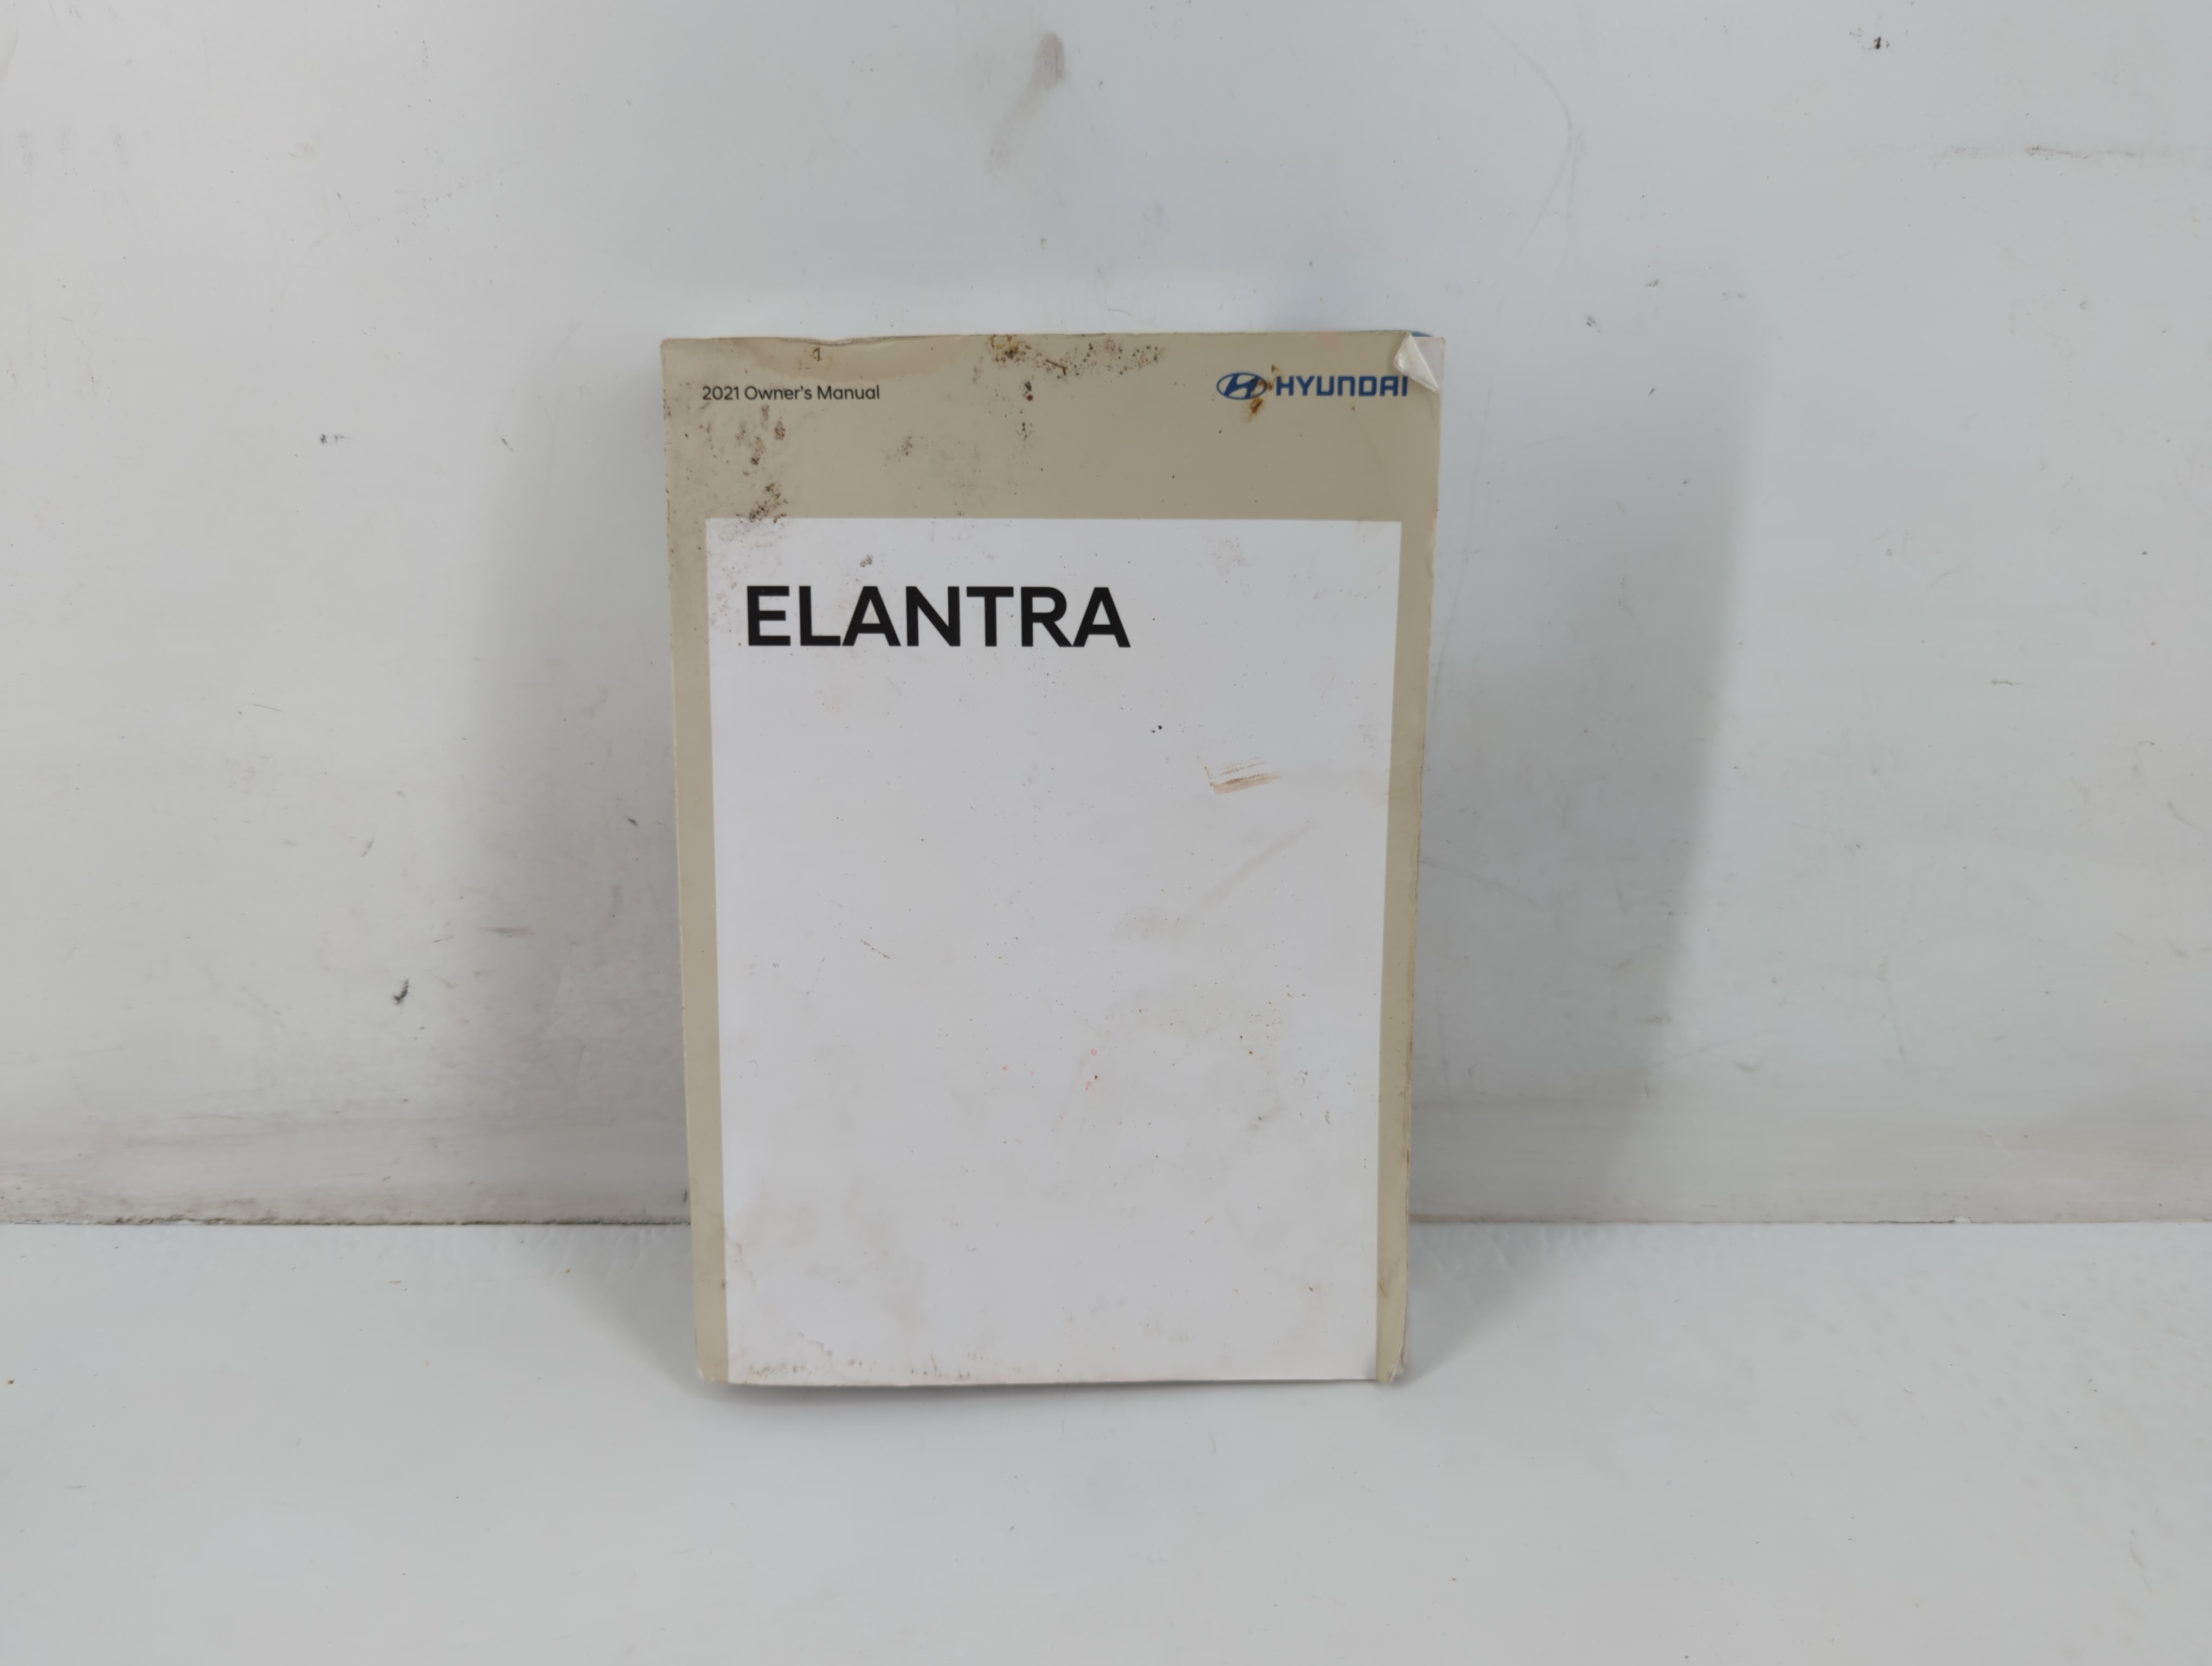 2021 Owner's Manual
HYUNDAI
ELANTRA